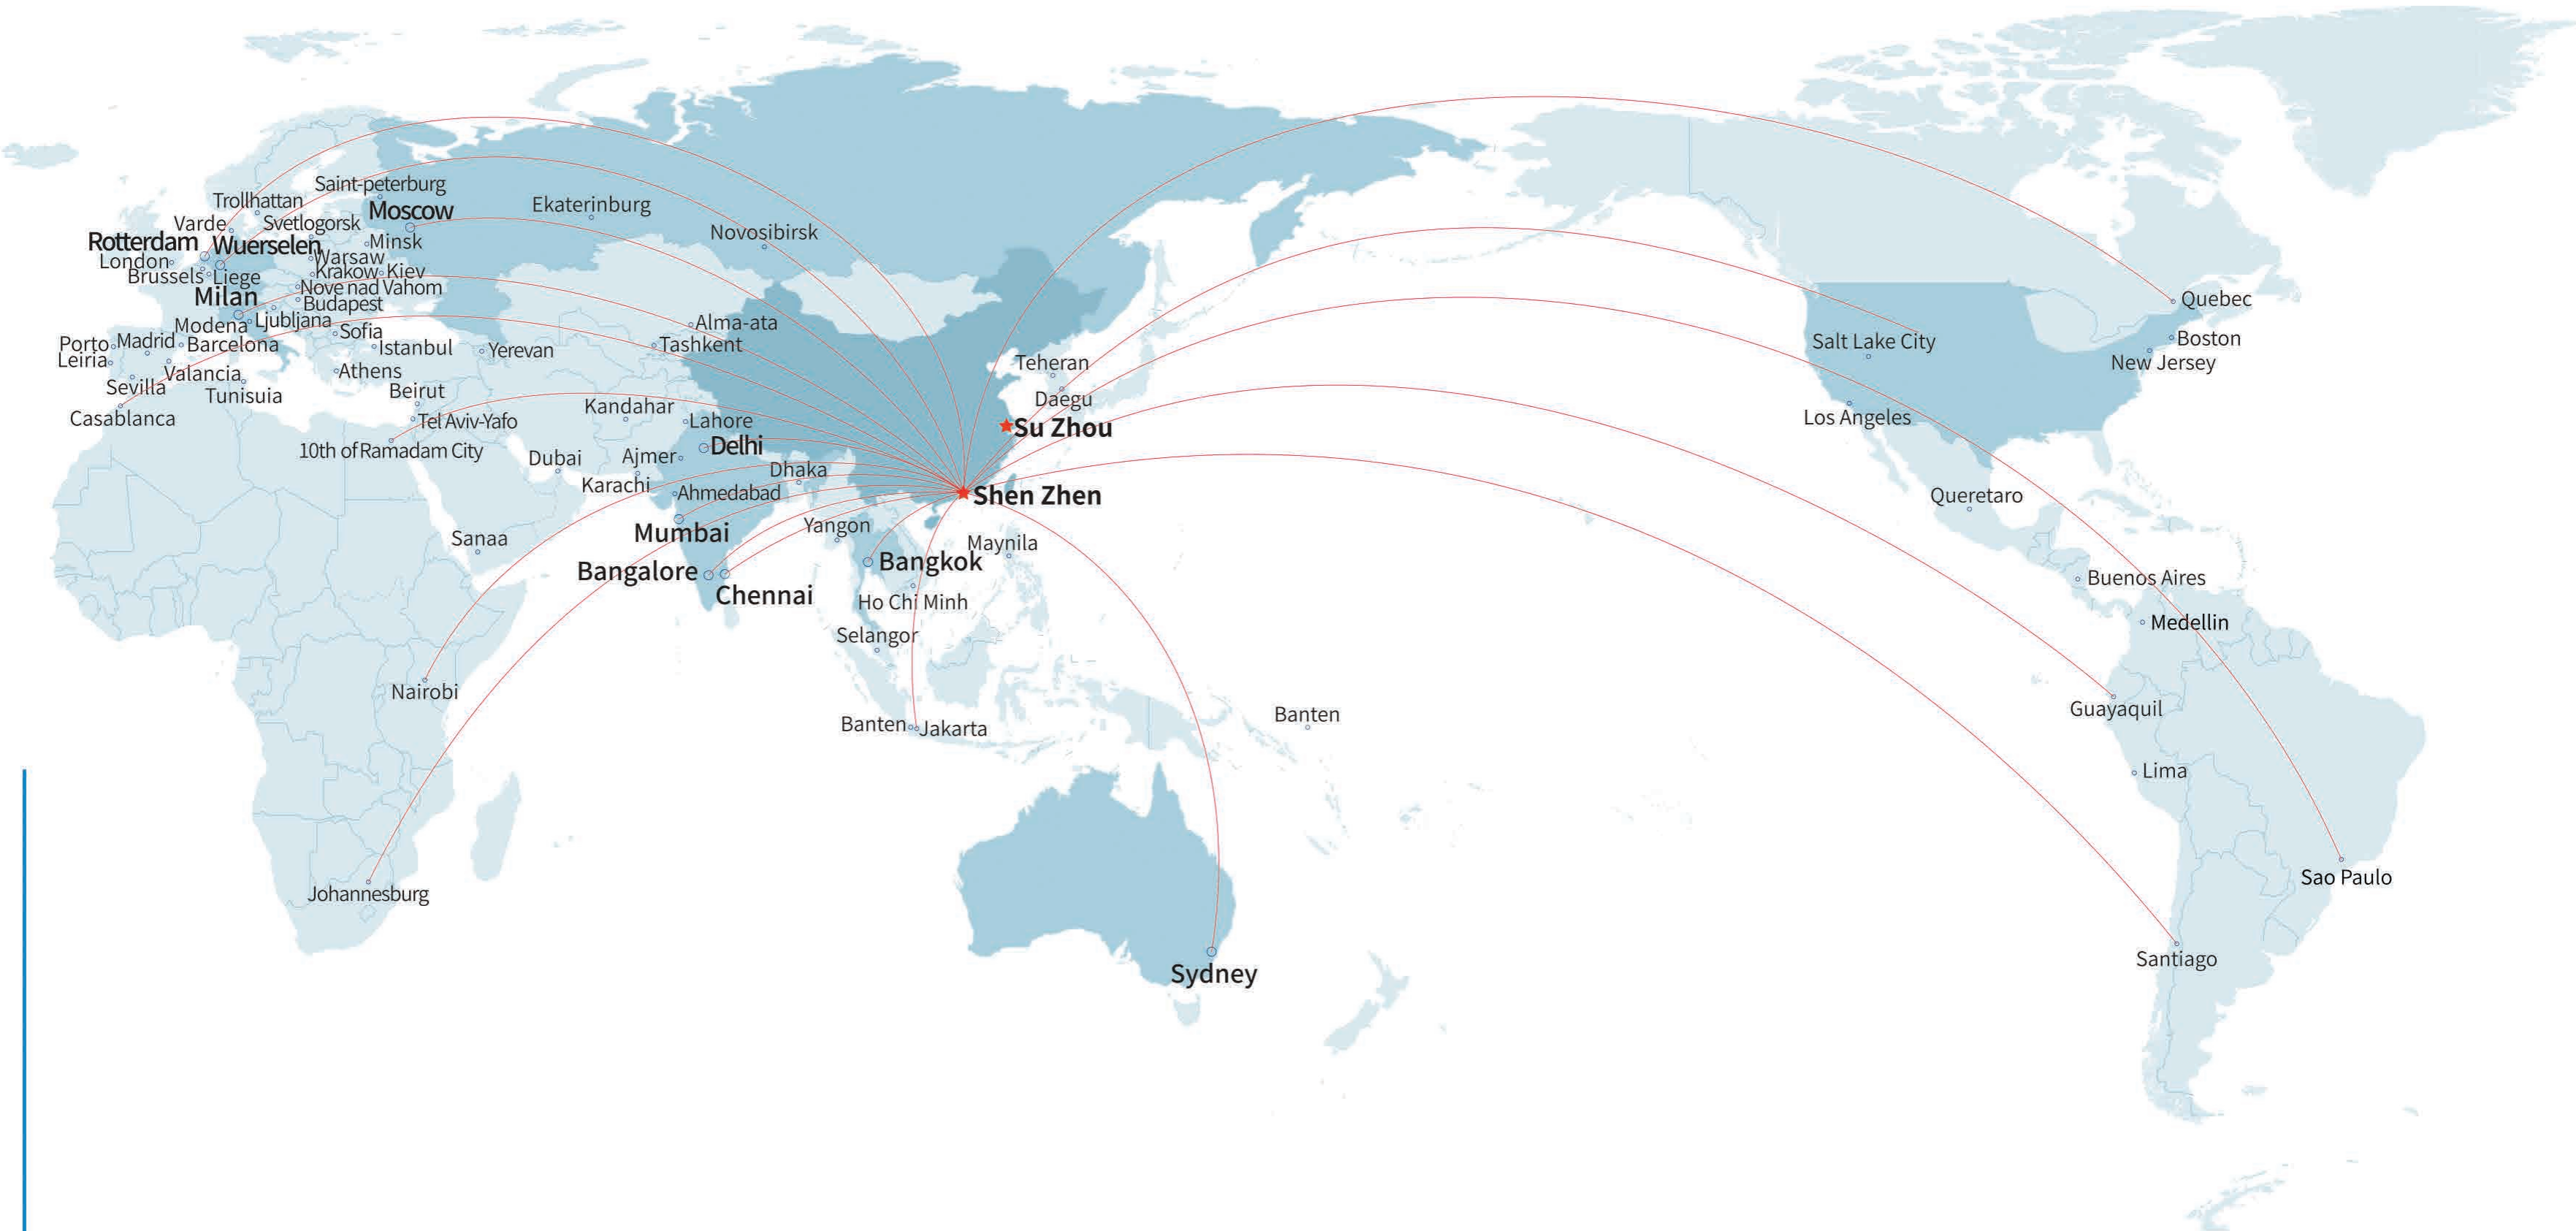 Saint-peterburg
Trollhattan
Ekaterinburg
Moscow
Varde
Svetlogorsk
Novosibirsk
Rotterdam
Wuerselen
Minsk
London
Warsaw
Brussels
Liege
Krakow
Kiev
Nove nad Vahom
Milan
Budapest
Quebec
Modena
Ljubljana
Sofia
Alma-ata
Porto
Madrid
Barcelona
Istanbul
Yerevan
Tashkent
Salt Lake City
Boston
Leiria
Teheran
New Jersey
Valancia
Athens
Sevilla
Tunisuia
Beirut
Daegu
Casablanca
Kandahar
Tel Aviv-Yafo
Lahore
Su Zhou
Los Angeles
10th of Ramadam City
Delhi
Dubai
Ajmer
Dhaka
Karachi
Ahmedabad
Shen Zhen
Queretaro
Mumbai
Yangon
Sanaa
Maynila
Bangalore
Bangkok
Buenos Aires
Chennai
Ho Chi Minh
Medellin
Selangor
Nairobi
Guayaquil
Banten
Jakarta
Banten
Lima
Johannesburg
Sao Paulo
Santiago
Sydney